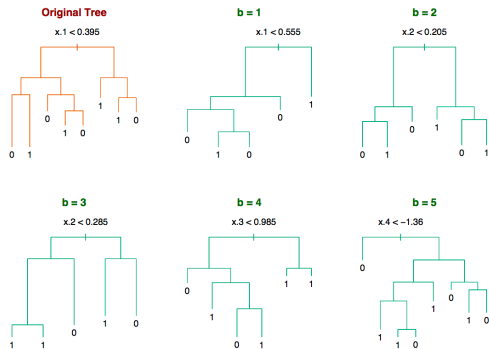 Original Tree
b = 1
b = 2
x.1 < 0.395
x.1 < 0.555
x.2 < 0.205
0 1 0 1 0 1 1 0
0 1 0 0 1
0 1 0 1 0 1
b = 3
b = 4
b = 5
x.2 < 0.285
x.3 < 0.985
x.4 < −1.36
1 1 0 1 0
0 1 0 1 1 1
0 1 1 0 1 0 1 0